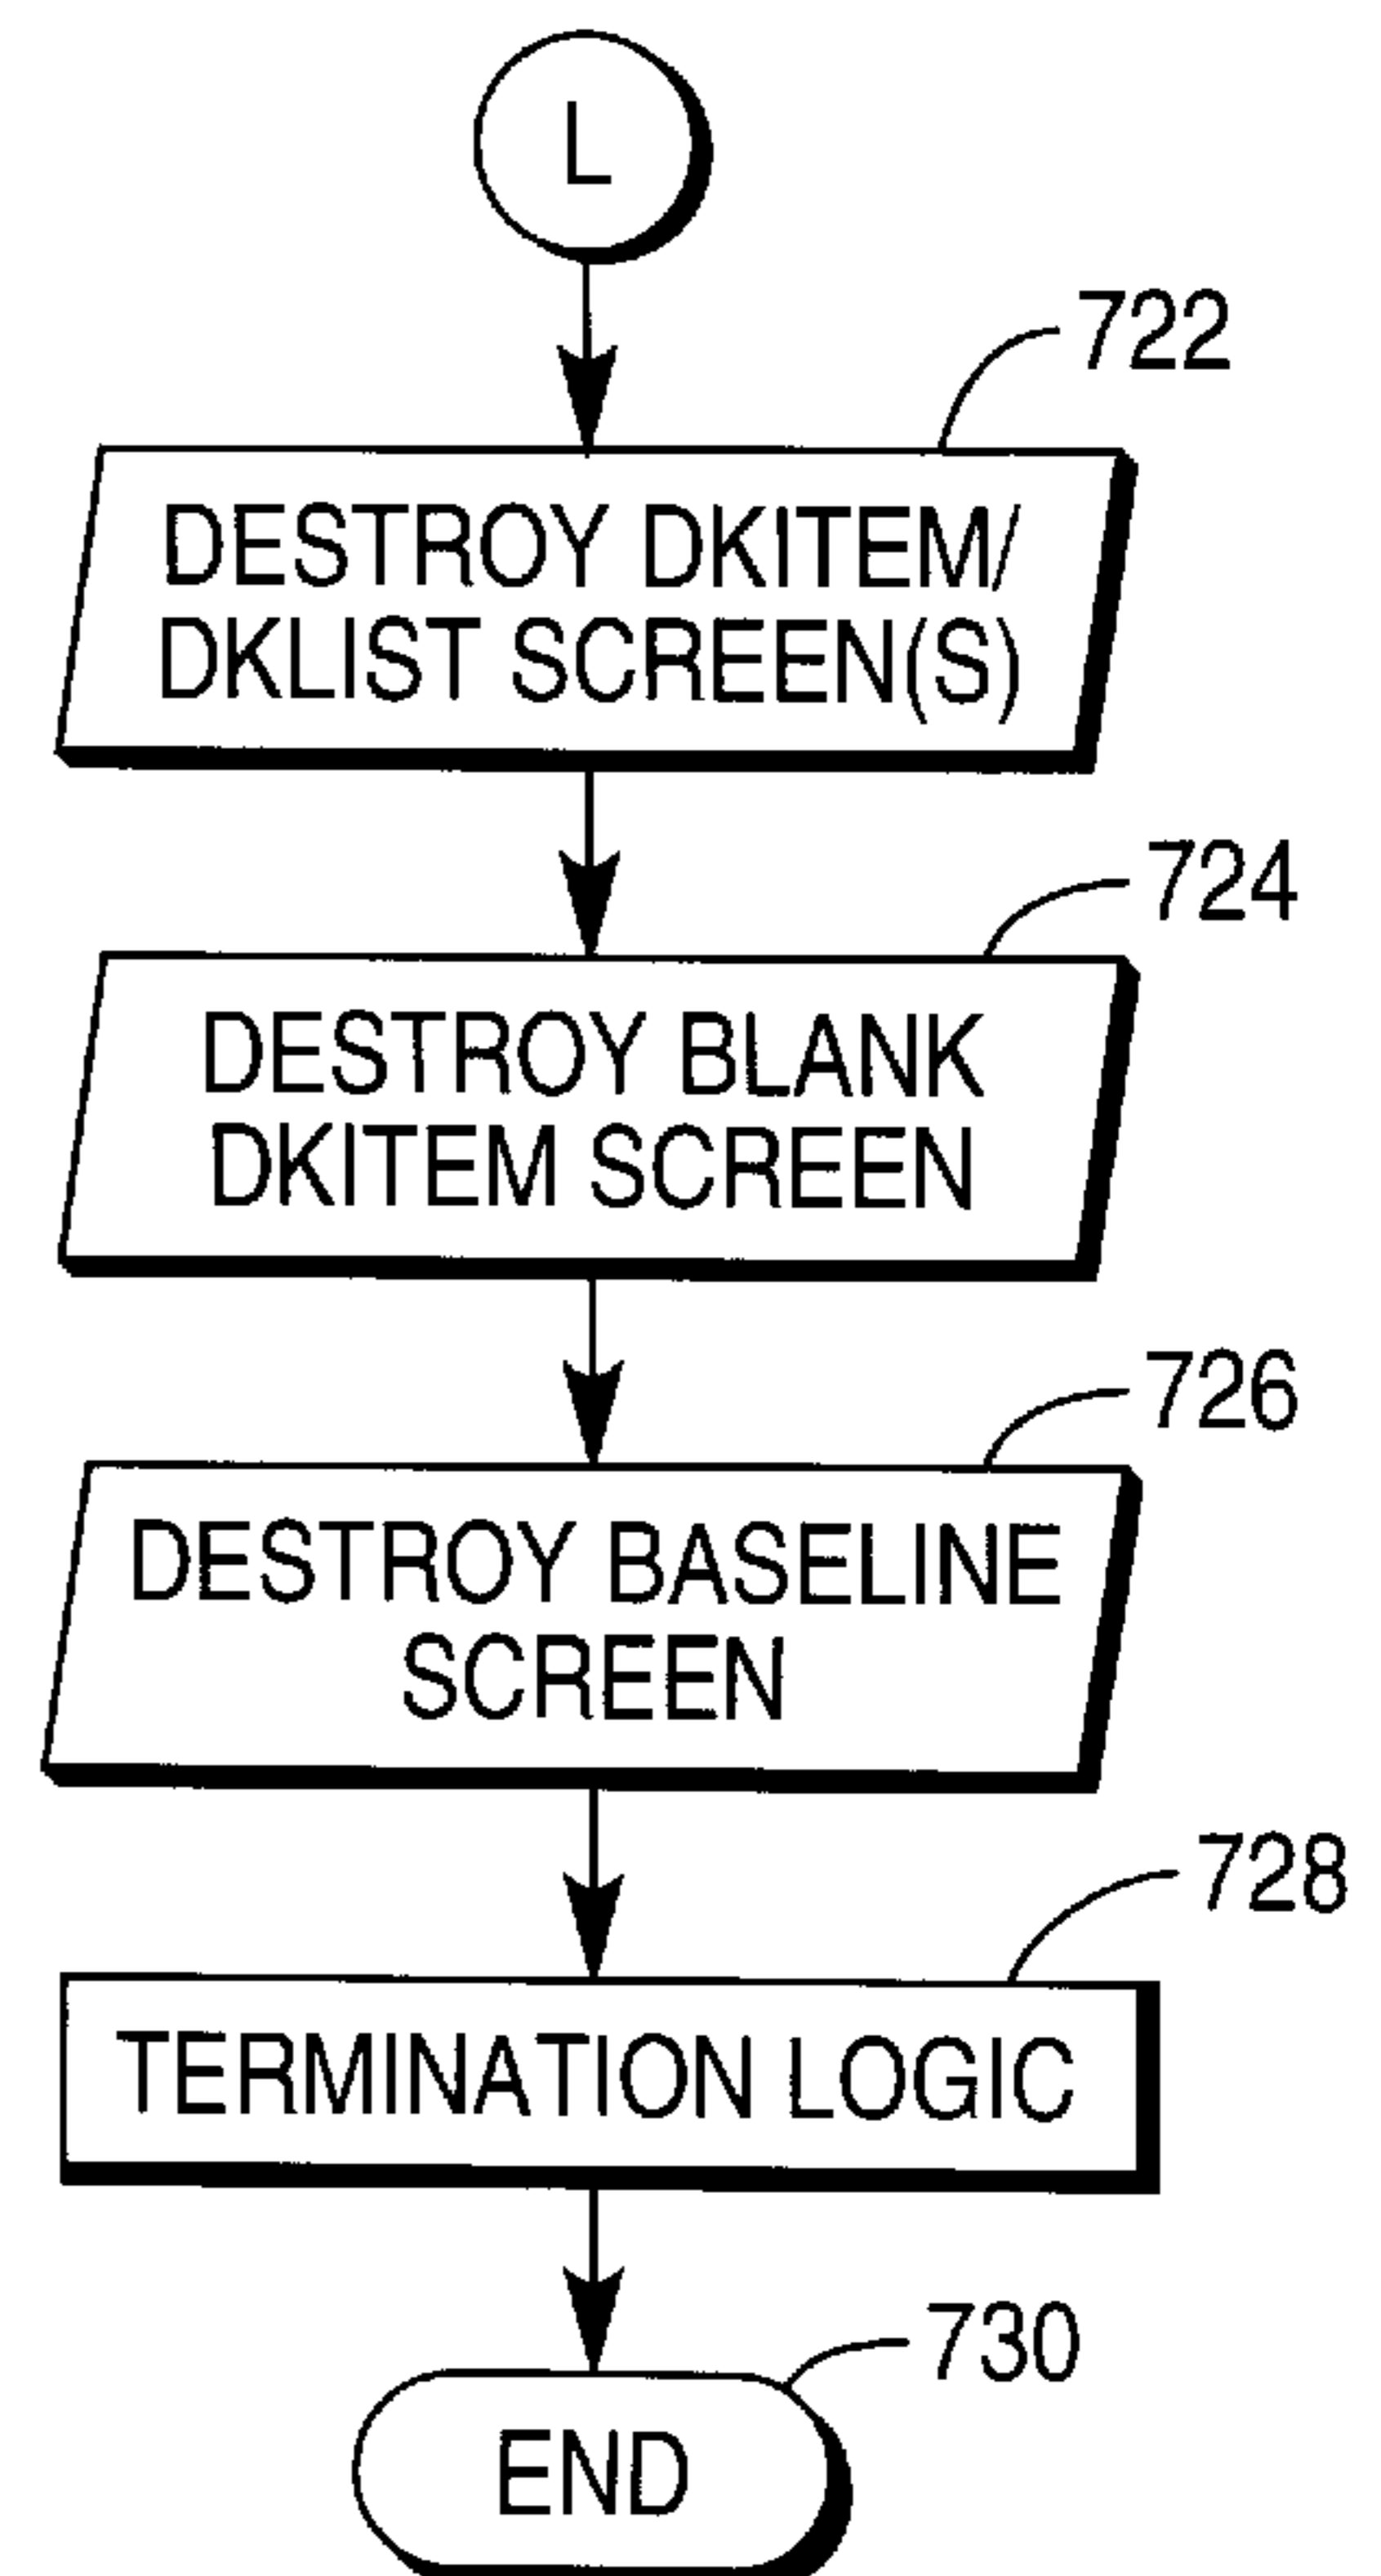 L
722
DESTROY DKITEM/
DKLIST SCREEN(S)
724
DESTROY BLANK
DKITEM SCREEN
726
DESTROY BASELINE
SCREEN
728
TERMINATION LOGIC
730
END